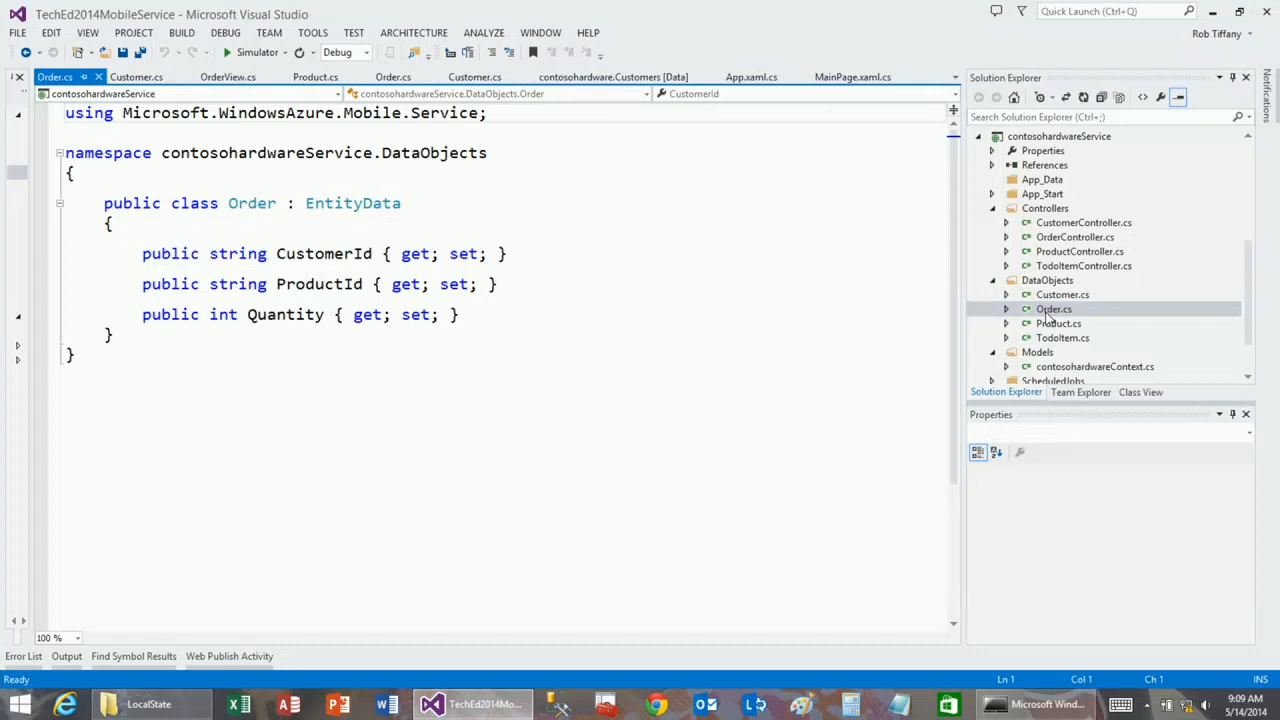 TechEd2014MobileService - Microsoft Visual Studio
Quick Launch (Ctrl+Q)
FILE EDIT VIEW PROJECT BUILD DEBUG TEAM TOOLS TEST ARCHITECTURE ANALYZE WINDOW HELP
Rob Tiffany
Simulator
Debug
Order.cs
Customer.cs
OrderView.cs
Product.cs
Order.cs
Customer.cs
contosohardware.Customers [Data]
App.xaml.cs
MainPage.xaml.cs
contosohardwareService
contosohardwareService.DataObjects.Order
CustomerId
using Microsoft.WindowsAzure.Mobile.Service;
namespace contosohardwareService.DataObjects
{
public class Order : EntityData
{
public string CustomerId { get; set; }
public string ProductId { get; set; }
public int Quantity { get; set; }
}
}
100 %
Solution Explorer
Search Solution Explorer (Ctrl+;)
contosohardwareService
Properties
References
App_Data
App_Start
Controllers
CustomerController.cs
OrderController.cs
ProductController.cs
TodoItemController.cs
DataObjects
Customer.cs
Order.cs
Product.cs
TodoItem.cs
Models
contosohardwareContext.cs
ScheduledJobs
Solution Explorer Team Explorer Class View
Properties
Notifications
Error List Output Find Symbol Results Web Publish Activity
Ready
Ln 1 Col 1 Ch 1 INS
LocalState
TechEd2014Mo...
Microsoft Wind...
9:09 AM
5/14/2014